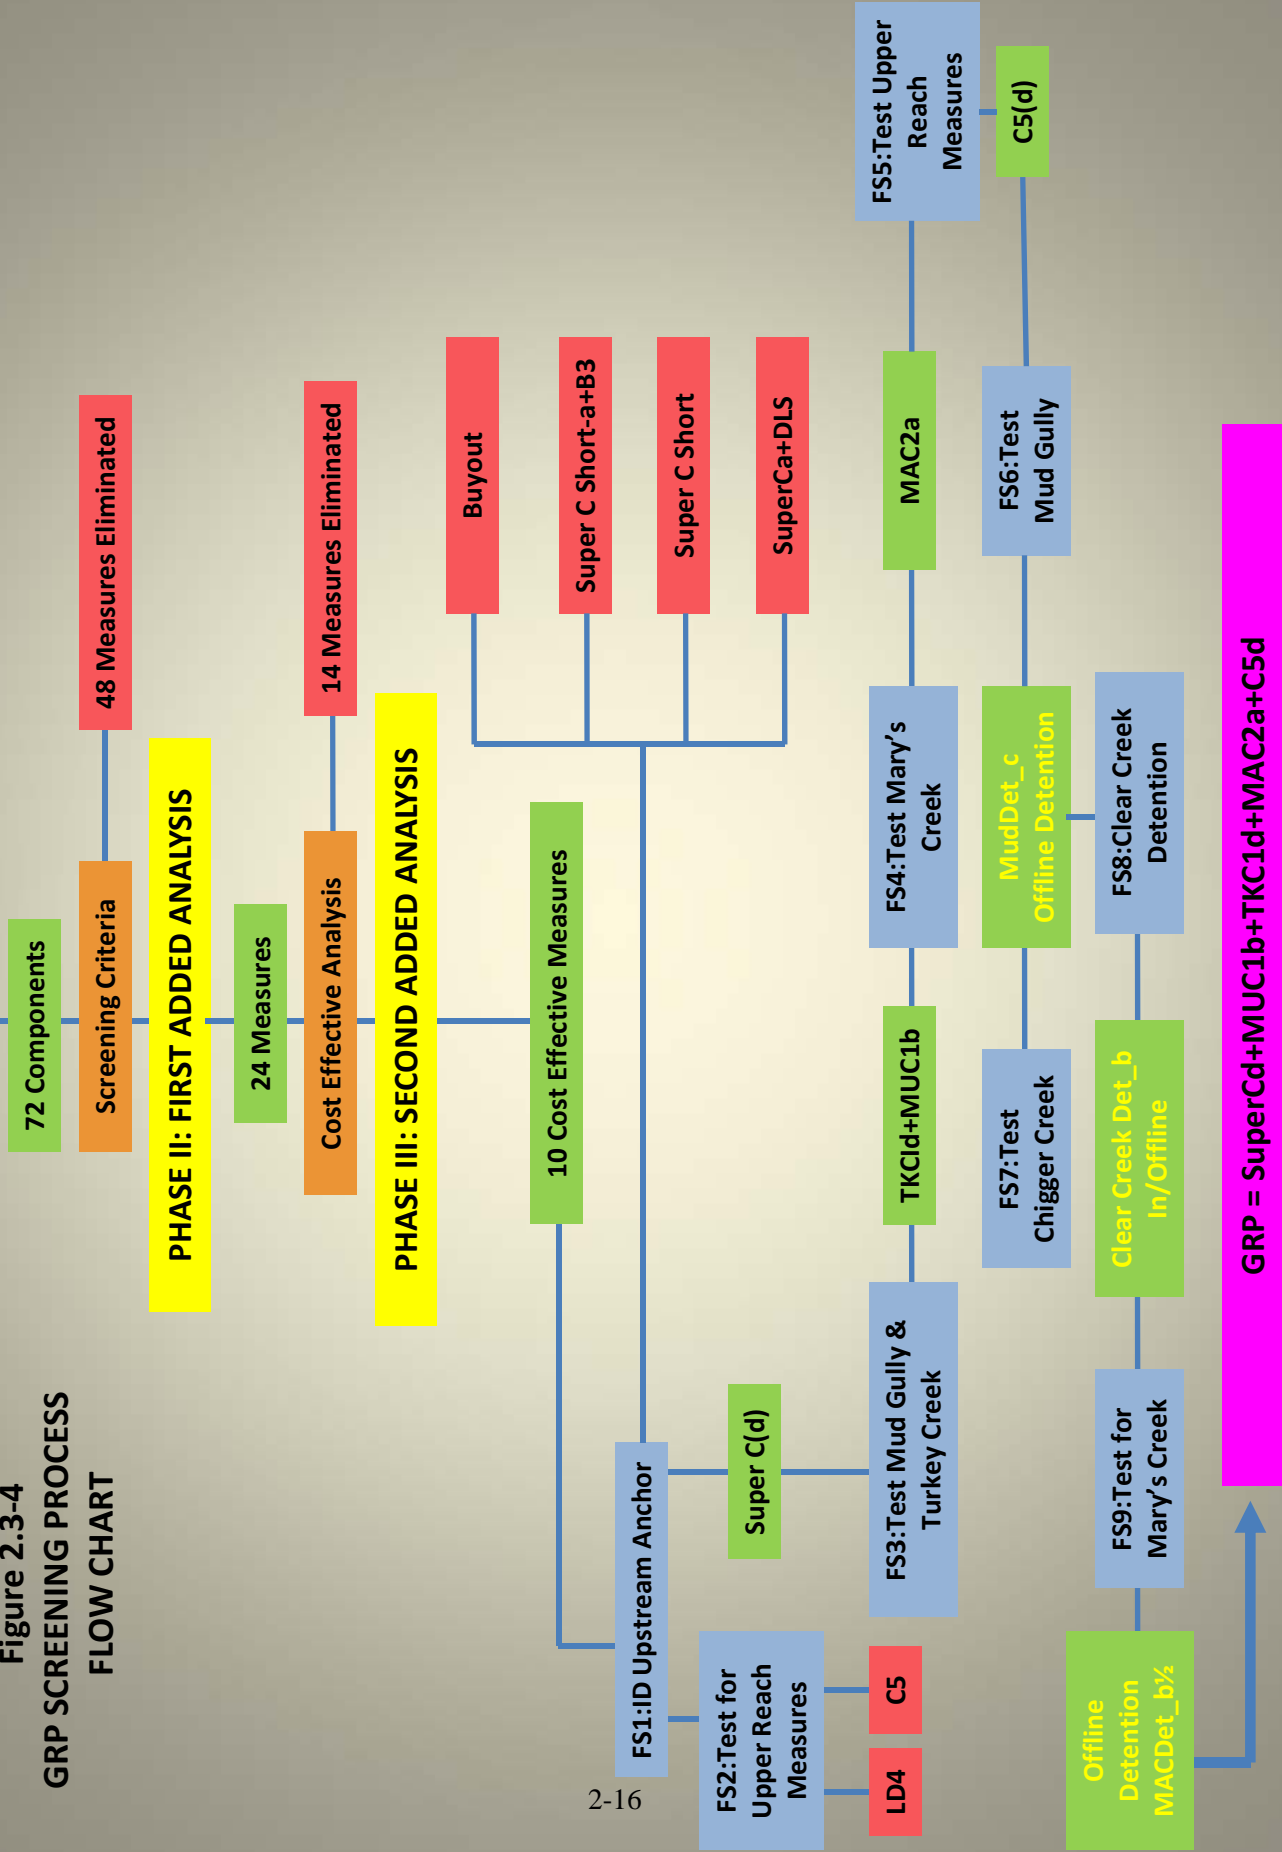 Figure 2.3-4
GRP SCREENING PROCESS
FLOW CHART
72 Components
Screening Criteria
48 Measures Eliminated
PHASE II: FIRST ADDED ANALYSIS
24 Measures
Cost Effective Analysis
14 Measures Eliminated
PHASE III: SECOND ADDED ANALYSIS
10 Cost Effective Measures
Buyout
Super C Short-a+B3
Super C Short
SuperCa+DLS
FS1:ID Upstream Anchor
FS2:Test for
Upper Reach
Measures
LD4
C5
Super C(d)
FS3:Test Mud Gully &
Turkey Creek
TKCId+MUC1b
FS4:Test Mary's
Creek
MAC2a
FS5:Test Upper
Reach
Measures
C5(d)
FS6:Test
Mud Gully
MudDet_c
Offline Detention
FS7:Test
Chigger Creek
FS8:Clear Creek
Detention
Clear Creek Det_b
In/Offline
FS9:Test for
Mary's Creek
Offline
Detention
MACDet_b½
GRP = SuperCd+MUC1b+TKC1d+MAC2a+C5d
2-16